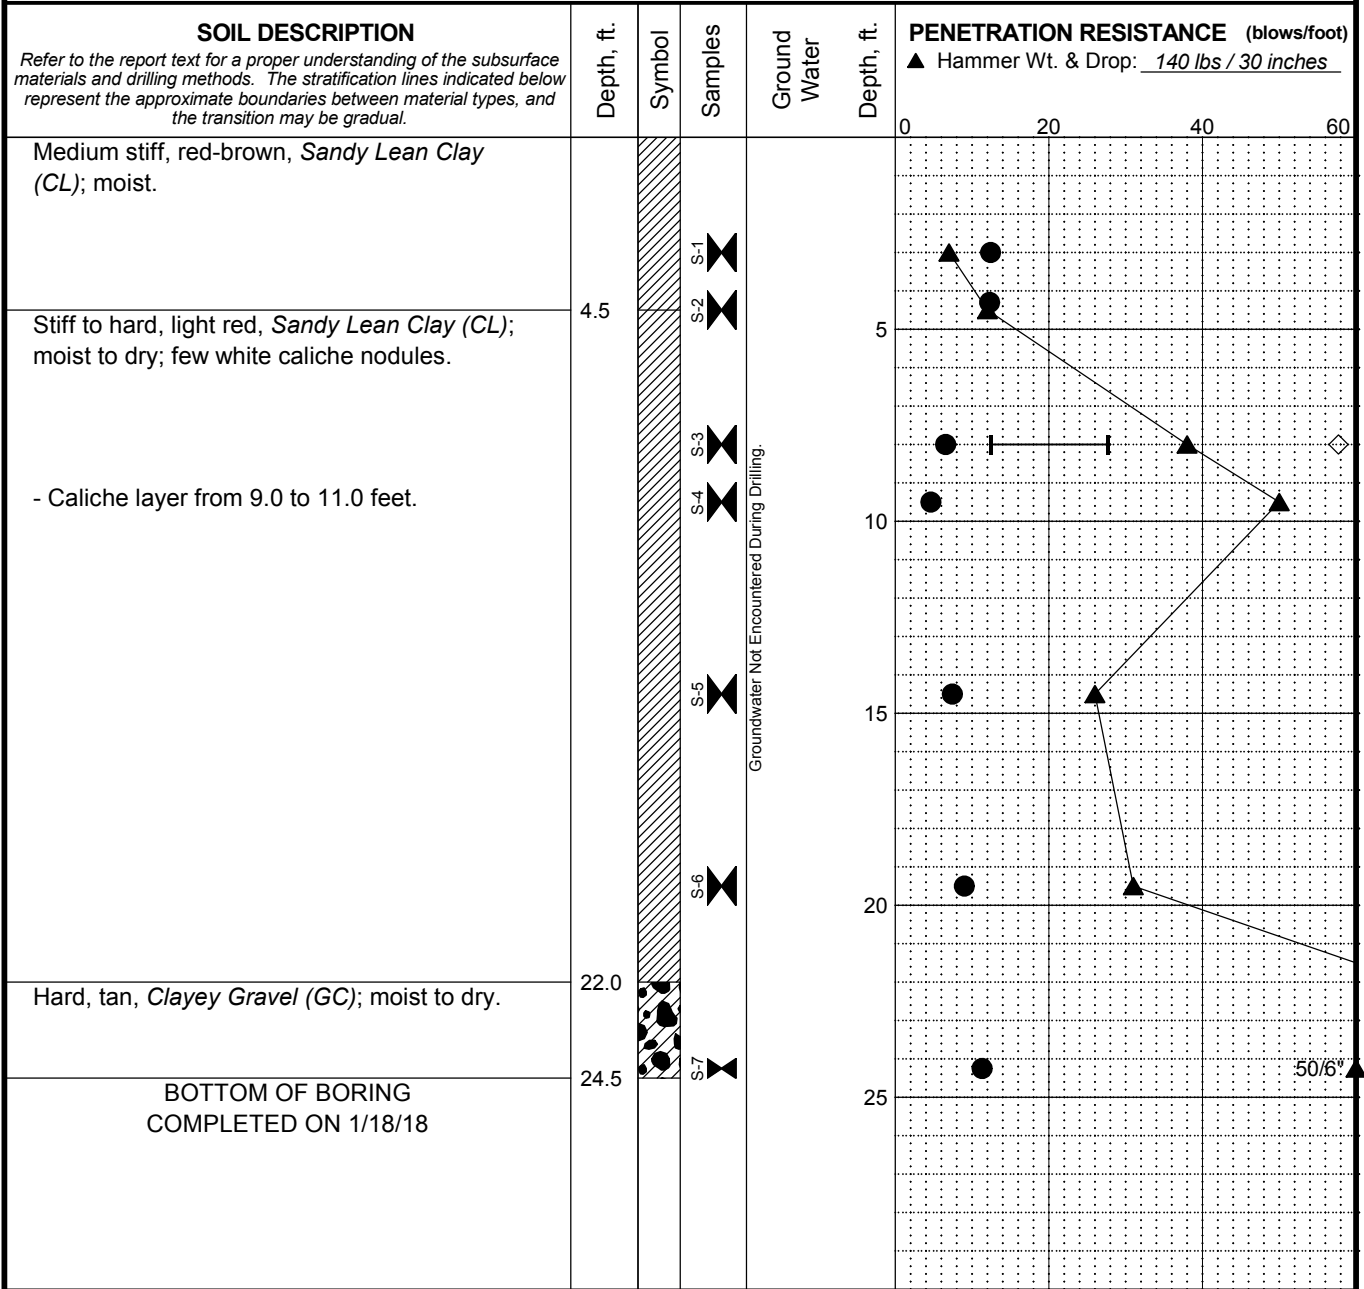 SOIL DESCRIPTION
Refer to the report text for a proper understanding of the subsurface
materials and drilling methods. The stratification lines indicated below
represent the approximate boundaries between material types, and
the transition may be gradual.
Depth, ft.
Symbol
Samples
Ground
Water
Depth, ft.
PENETRATION RESISTANCE (blows/foot)
▲ Hammer Wt. & Drop: 140 lbs / 30 inches
0 20 40 60
Medium stiff, red-brown, Sandy Lean Clay
(CL); moist.
S-1
4.5
S-2
Stiff to hard, light red, Sandy Lean Clay (CL);
moist to dry; few white caliche nodules.
5
S-3
- Caliche layer from 9.0 to 11.0 feet.
S-4
Groundwater Not Encountered During Drilling.
10
S-5
15
S-6
20
22.0
Hard, tan, Clayey Gravel (GC); moist to dry.
S-7
50/6"
24.5
25
BOTTOM OF BORING
COMPLETED ON 1/18/18